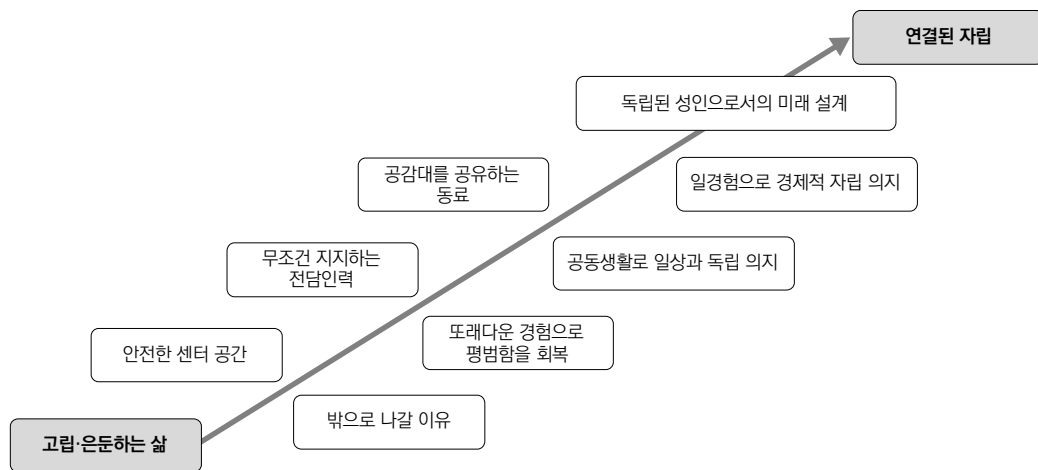 연결된 자립
독립된 성인으로서의 미래 설계
공감대를 공유하는
동료
일경험으로 경제적 자립 의지
무조건 지지하는
전담인력
공동생활로 일상과 독립 의지
안전한 센터 공간
또래다운 경험으로
평범함을 회복
밖으로 나갈 이유
고립·은둔하는 삶